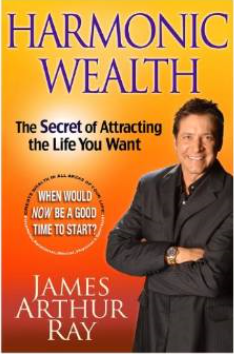 HARMONIC
WEALTH
The Secret of Attracting
the Life You Want
WHEN WOULD
NOW BE A GOOD
TIME TO START?
JAMES
ARTHUR
RAY